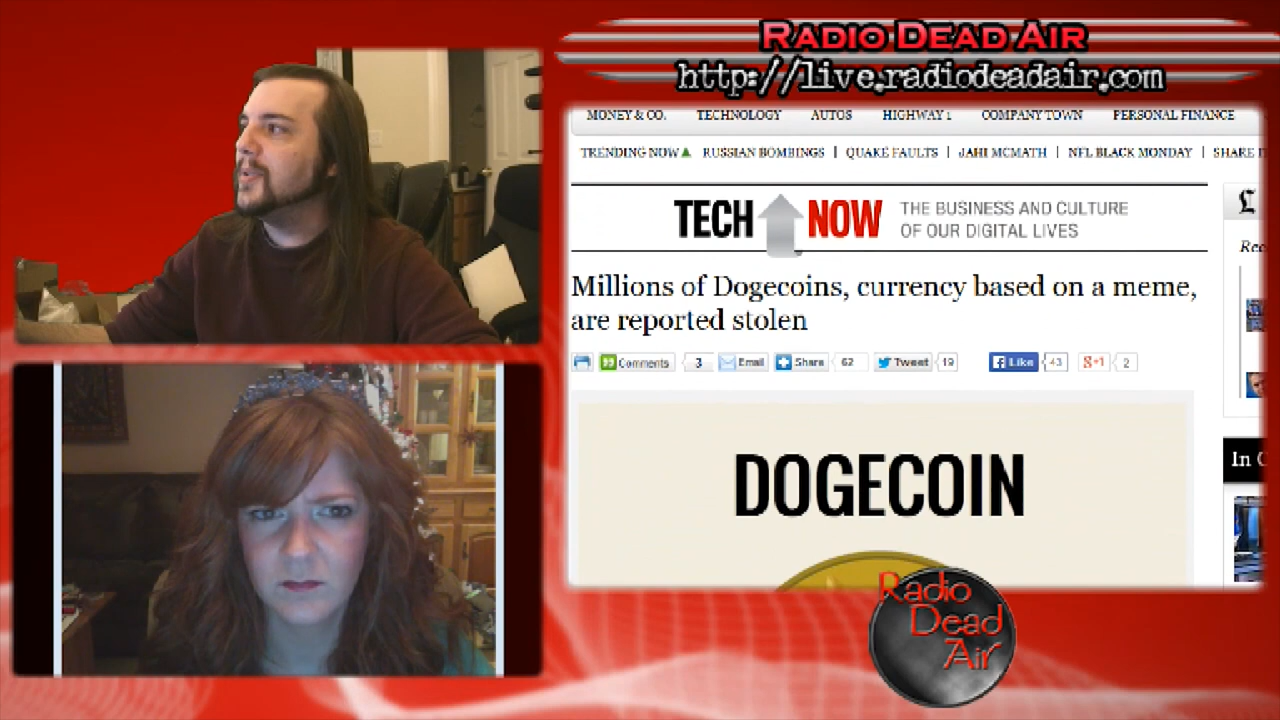 RADIO DEAD AIR
http://live.radiodeadair.com
MONEY & CO. TECHNOLOGY AUTOS HIGHWAY 1 COMPANY TOWN PERSONAL FINANCE
TRENDING NOW▲ RUSSIAN BOMBINGS | QUAKE FAULTS | JAHI MCMATH | NFL BLACK MONDAY | SHARE I
TECH NOW THE BUSINESS AND CULTURE
OF OUR DIGITAL LIVES
Millions of Dogecoins, currency based on a meme,
are reported stolen
Comments 3 Email Share 62 Tweet 19 Like 43 +1 2
In
DOGECOIN
Radio
Dead
Air